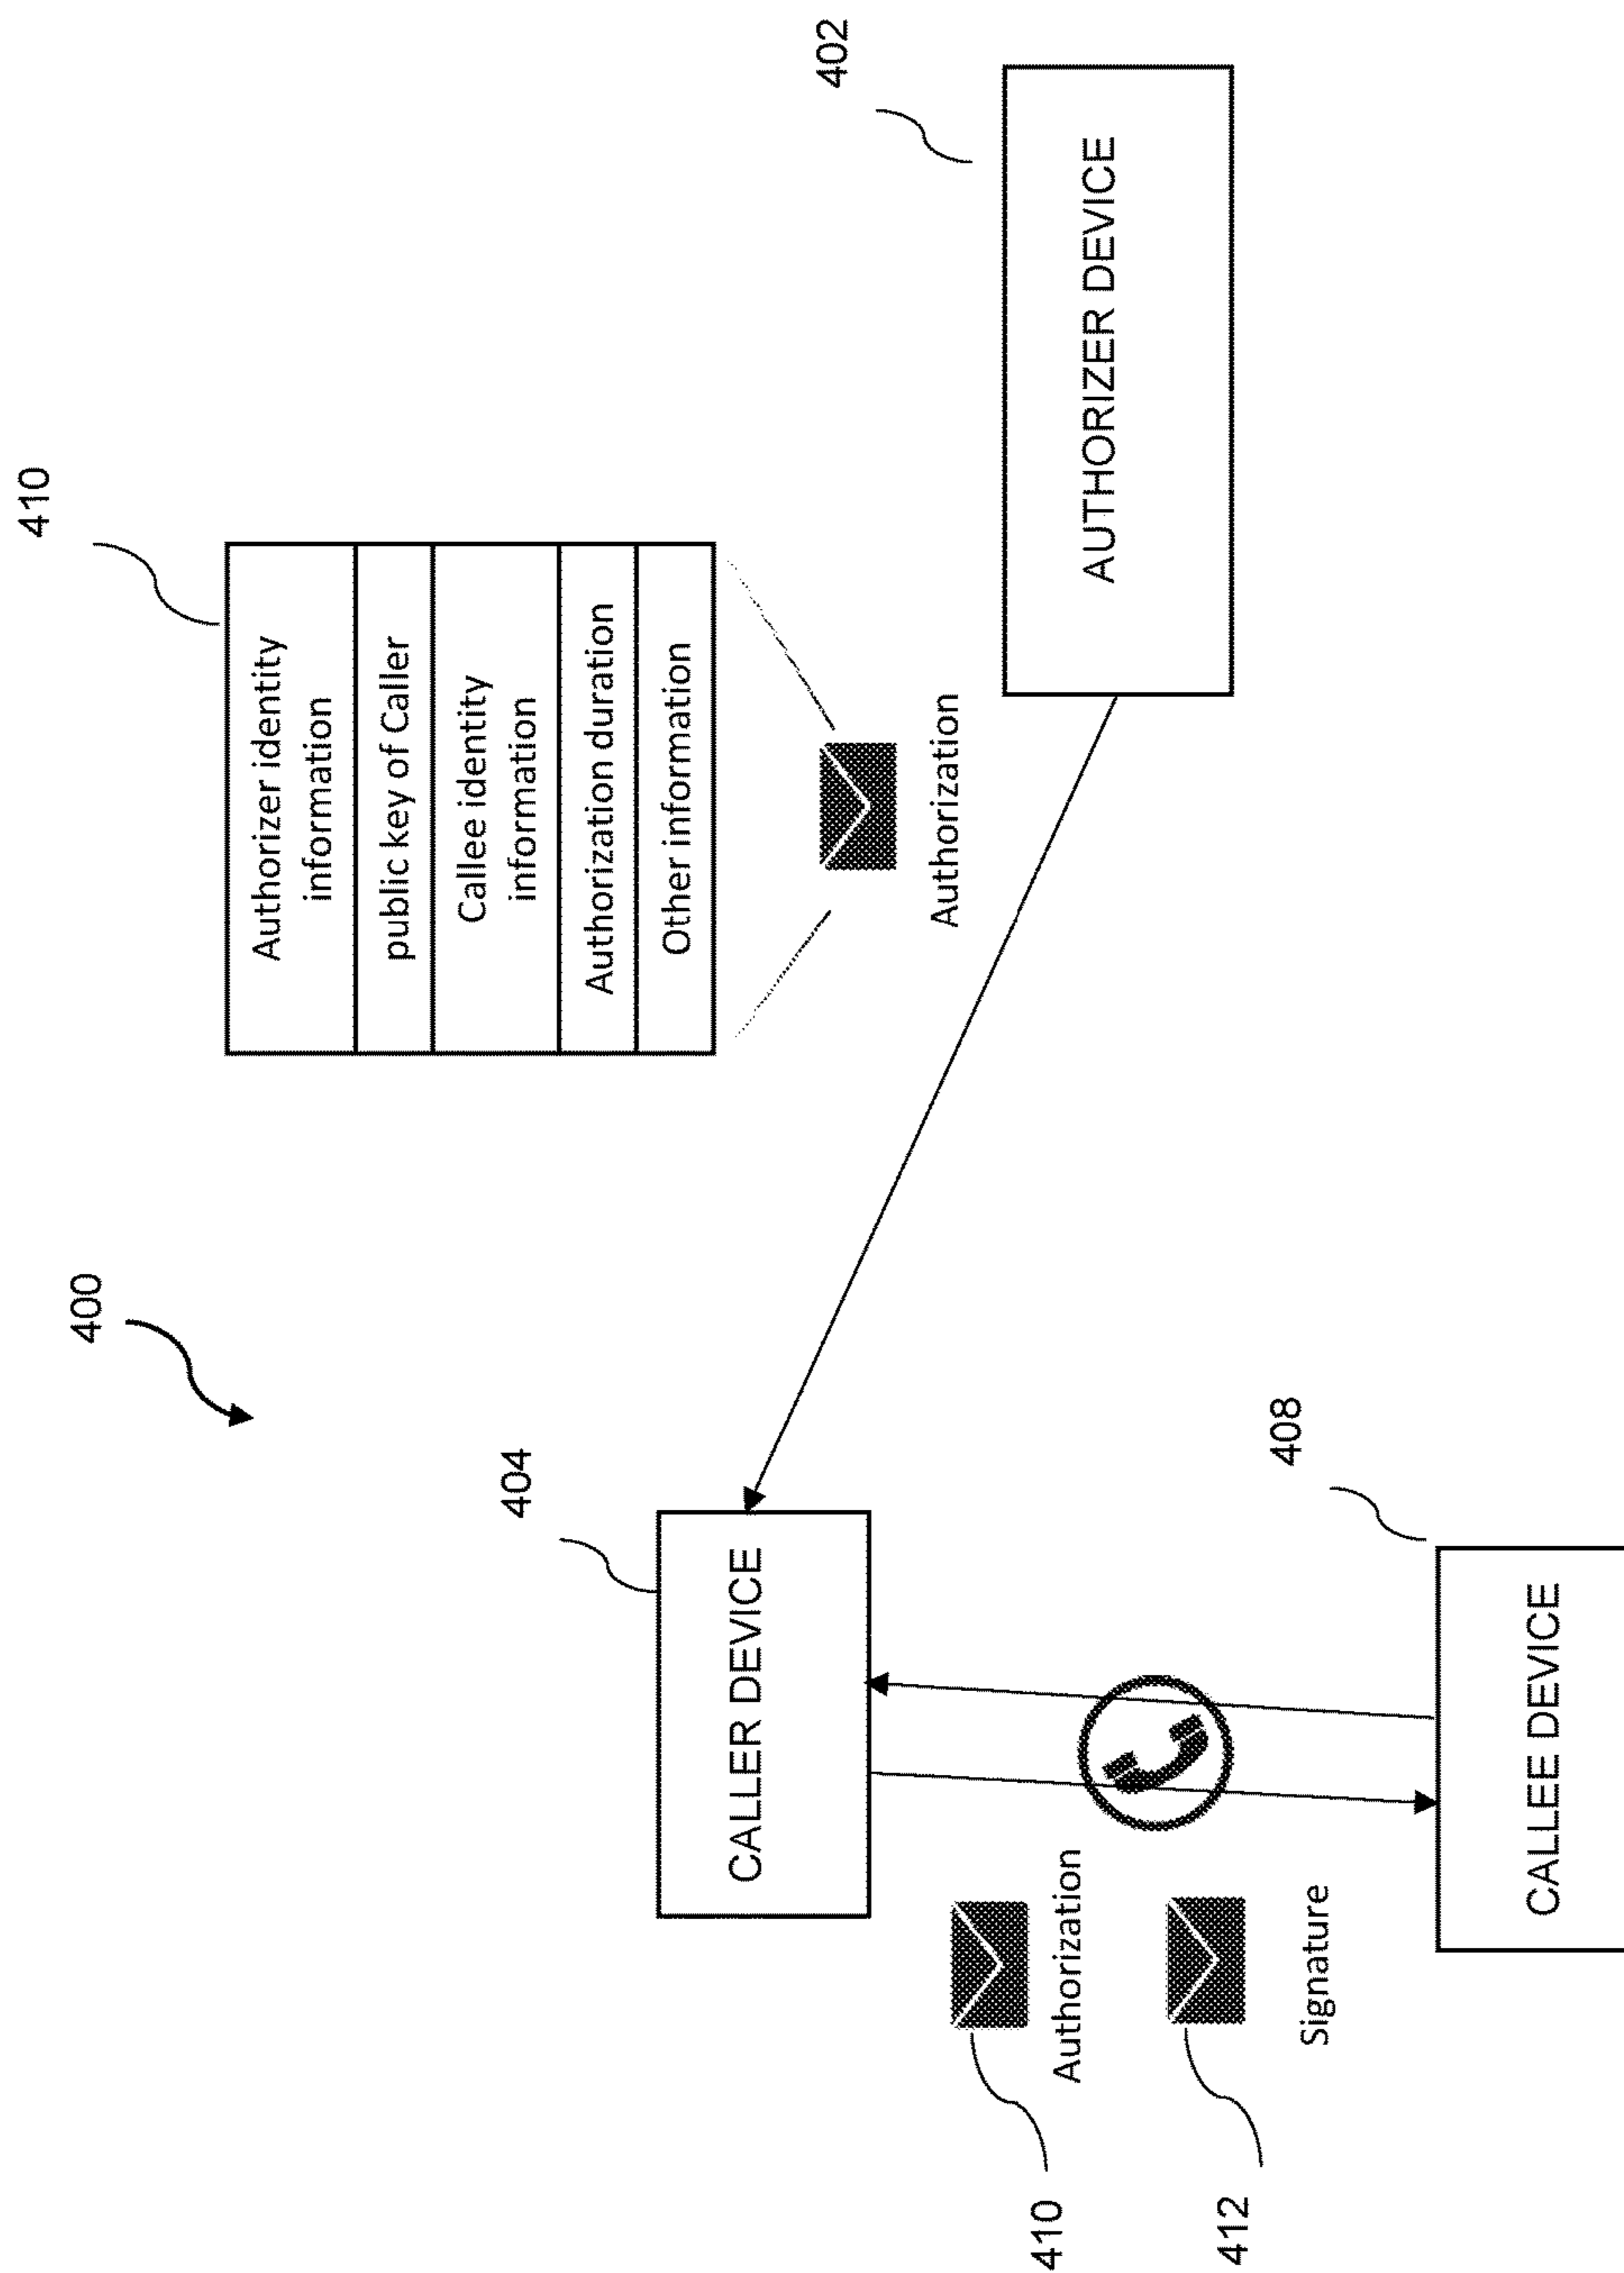 400
410
Authorizer identity
information
public key of Caller
Callee identity
information
Authorization duration
Other information
Authorization
404
CALLER DEVICE
402
AUTHORIZER DEVICE
410
Authorization
412
Signature
408
CALLEE DEVICE